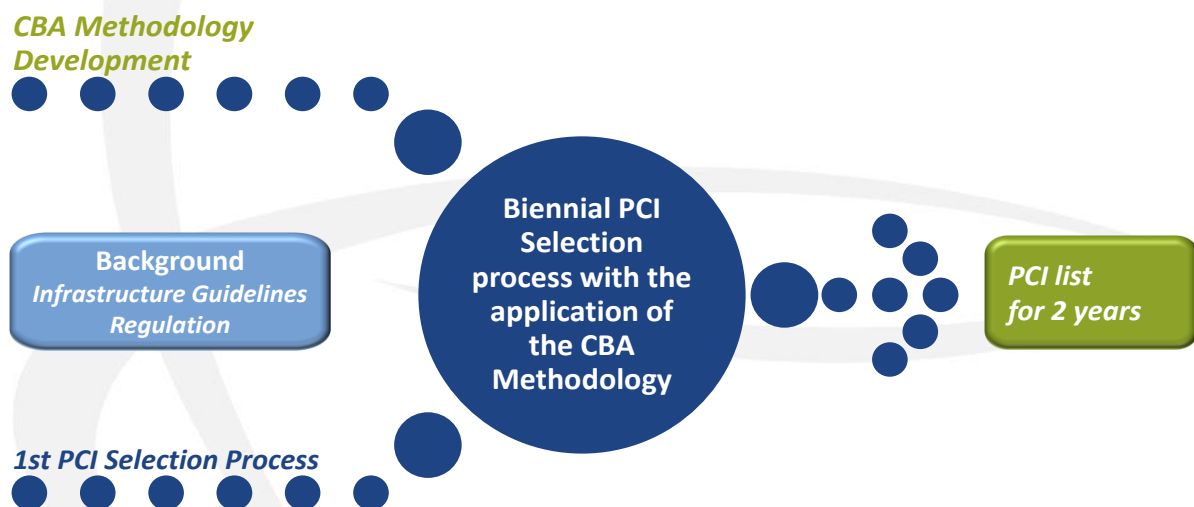 CBA Methodology
Development
Background
Infrastructure Guidelines
Regulation
Biennial PCI
Selection
process with the
application of
the CBA
Methodology
PCI list
for 2 years
1st PCI Selection Process